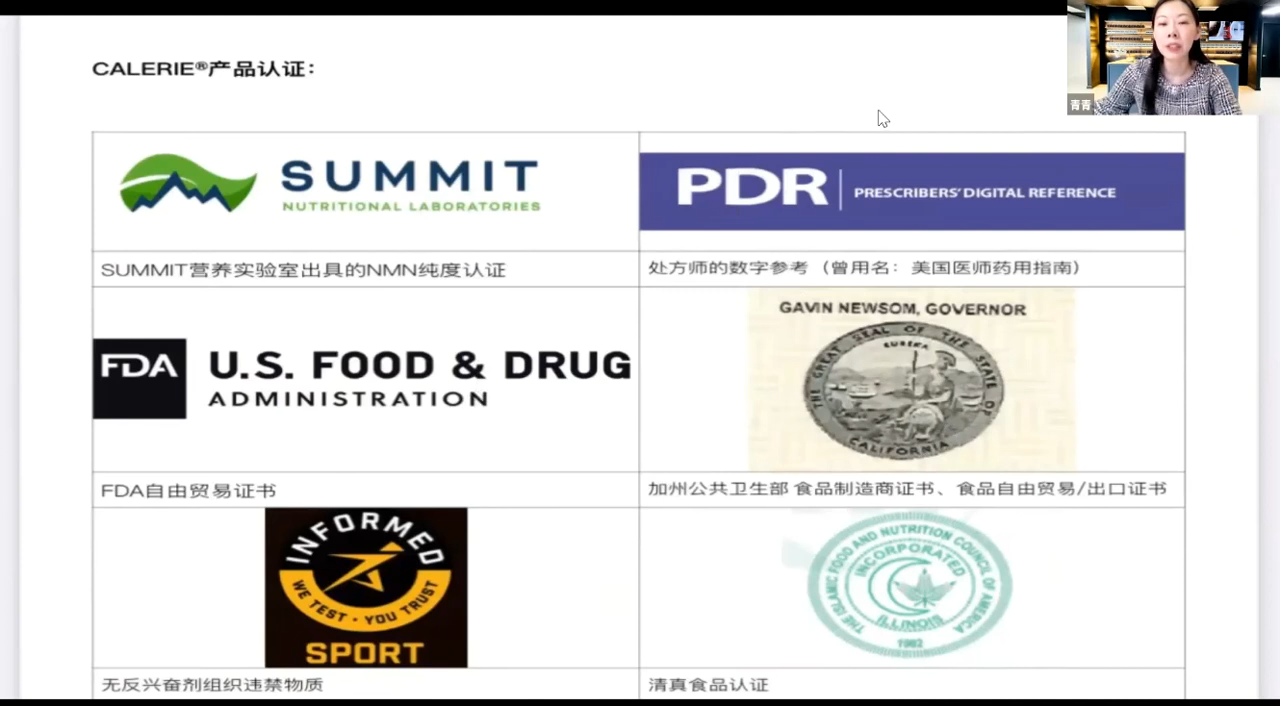 CALERIE®产品认证:
青青
SUMMIT
NUTRITIONAL LABORATORIES
PDR
PRESCRIBERS' DIGITAL REFERENCE
SUMMIT营养实验室出具的NMN纯度认证
处方师的数字参考（曾用名：美国医师药用指南）
FDA
U.S. FOOD & DRUG
ADMINISTRATION
GAVIN NEWSOM, GOVERNOR
THE GREAT SEAL OF THE STATE OF CALIFORNIA
EUREKA
FDA自由贸易证书
加州公共卫生部 食品制造商证书、食品自由贸易/出口证书
INFORMED
WE TEST · YOU TRUST
SPORT
THE ISLAMIC FOOD AND NUTRITION COUNCIL OF AMERICA
INCORPORATED
ILLINOIS
1982
无反兴奋剂组织违禁物质
清真食品认证